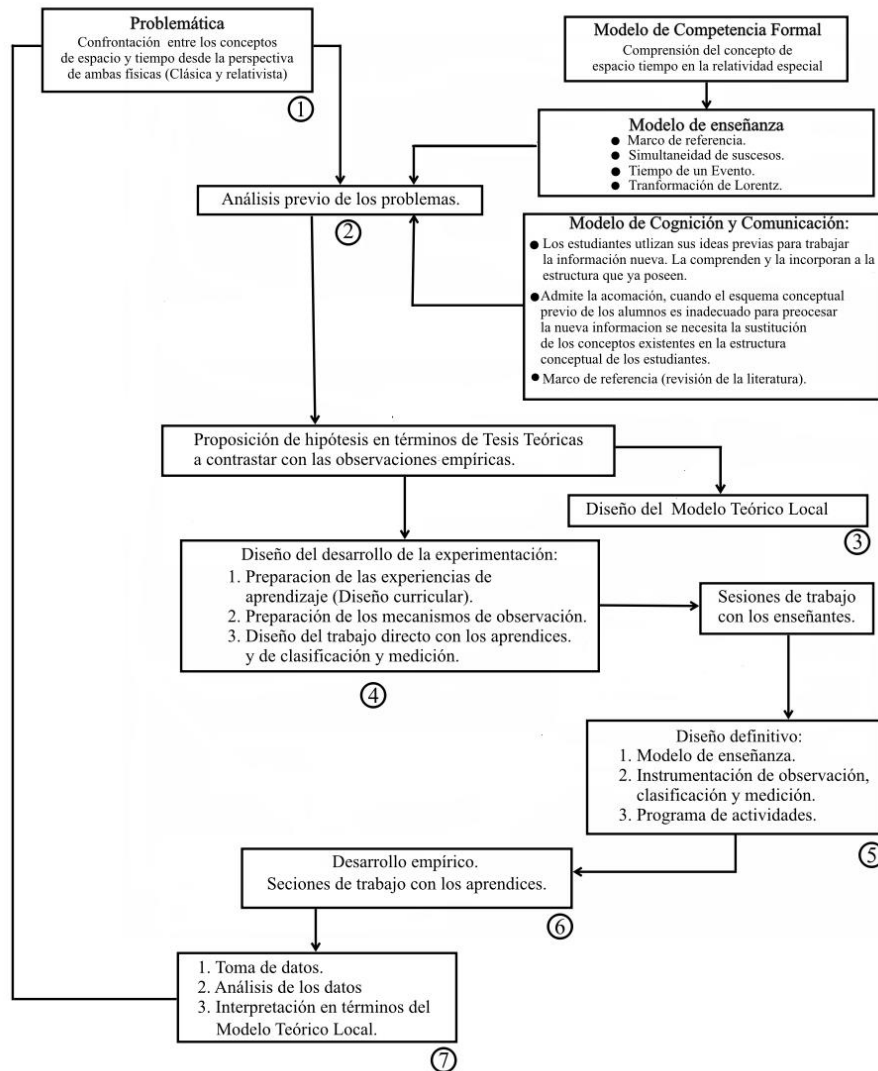 Problemática
Confrontación entre los conceptos
de espacio y tiempo desde la perspectiva
de ambas físicas (Clásica y relativista)
1
Modelo de Competencia Formal
Comprensión del concepto de
espacio tiempo en la relatividad especial
Modelo de enseñanza
● Marco de referencia.
● Simultaneidad de suscesos.
● Tiempo de un Evento.
● Tranformación de Lorentz.
Análisis previo de los problemas.
2
Modelo de Cognición y Comunicación:
● Los estudiantes utlizan sus ideas previas para trabajar
la información nueva. La comprenden y la incorporan a la
estructura que ya poseen.
● Admite la acomación, cuando el esquema conceptual
previo de los alumnos es inadecuado para preocesar
la nueva informacion se necesita la sustitución
de los conceptos existentes en la estructura
conceptual de los estudiantes.
● Marco de referencia (revisión de la literatura).
Proposición de hipótesis en términos de Tesis Teóricas
a contrastar con las observaciones empíricas.
Diseño del Modelo Teórico Local
3
Diseño del desarrollo de la experimentación:
1. Preparacion de las experiencias de
aprendizaje (Diseño curricular).
2. Preparación de los mecanismos de observación.
3. Diseño del trabajo directo con los aprendices.
y de clasificación y medición.
4
Sesiones de trabajo
con los enseñantes.
Diseño definitivo:
1. Modelo de enseñanza.
2. Instrumentación de observación,
clasificación y medición.
3. Programa de actividades.
5
Desarrollo empírico.
Seciones de trabajo con los aprendices.
6
1. Toma de datos.
2. Análisis de los datos
3. Interpretación en términos del
Modelo Teórico Local.
7